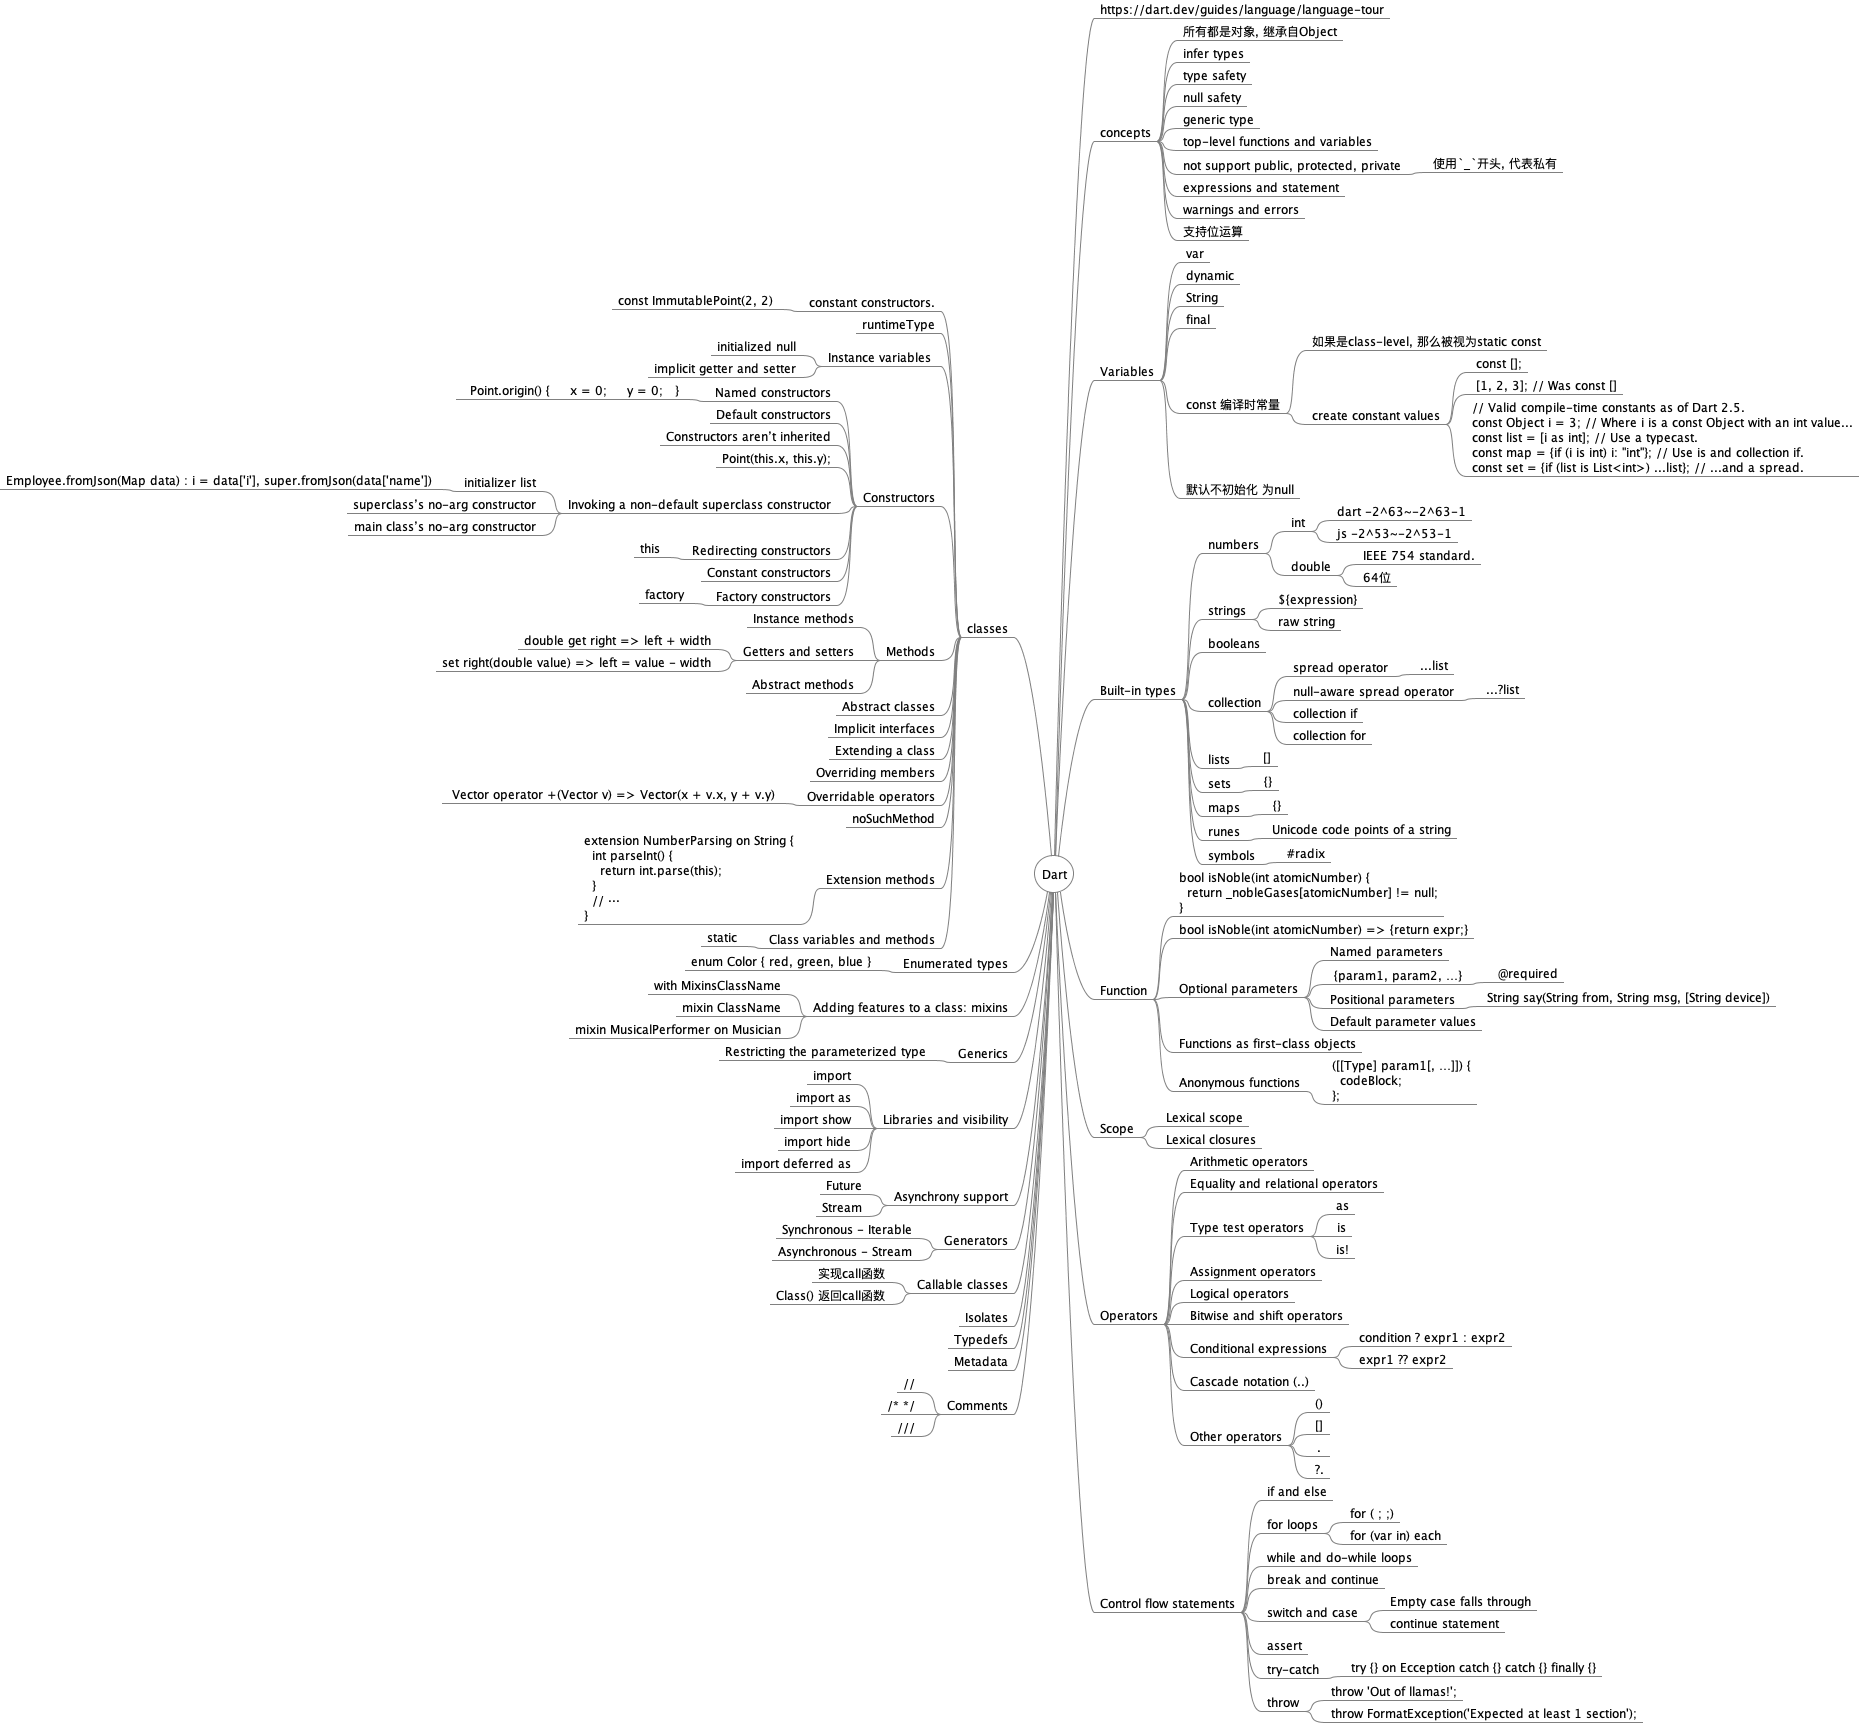 Dart
https://dart.dev/guides/language/language-tour
concepts
所有都是对象, 继承自Object
infer types
type safety
null safety
generic type
top-level functions and variables
not support public, protected, private
使用`_`开头, 代表私有
expressions and statement
warnings and errors
支持位运算
Variables
var
dynamic
String
final
const 编译时常量
如果是class-level, 那么被视为static const
create constant values
const [];
[1, 2, 3]; // Was const []
// Valid compile-time constants as of Dart 2.5.
const Object i = 3; // Where i is a const Object with an int value...
const list = [i as int]; // Use a typecast.
const map = {if (i is int) i: "int"}; // Use is and collection if.
const set = {if (list is List<int>) ...list}; // ...and a spread.
默认不初始化 为null
Built-in types
numbers
int
dart -2^63~-2^63-1
js -2^53~-2^53-1
double
IEEE 754 standard.
64位
strings
${expression}
raw string
booleans
collection
spread operator
...list
null-aware spread operator
...?list
collection if
collection for
lists
[]
sets
{}
maps
{}
runes
Unicode code points of a string
symbols
#radix
Function
bool isNoble(int atomicNumber) {
return _nobleGases[atomicNumber] != null;
}
bool isNoble(int atomicNumber) => {return expr;}
Optional parameters
Named parameters
{param1, param2, …}
@required
Positional parameters
String say(String from, String msg, [String device])
Default parameter values
Functions as first-class objects
Anonymous functions
([[Type] param1[, …]]) {
codeBlock;
};
Scope
Lexical scope
Lexical closures
Operators
Arithmetic operators
Equality and relational operators
Type test operators
as
is
is!
Assignment operators
Logical operators
Bitwise and shift operators
Conditional expressions
condition ? expr1 : expr2
expr1 ?? expr2
Cascade notation (..)
Other operators
()
[]
.
?.
Control flow statements
if and else
for loops
for ( ; ;)
for (var in) each
while and do-while loops
break and continue
switch and case
Empty case falls through
continue statement
assert
try-catch
try {} on Ecception catch {} catch {} finally {}
throw
throw 'Out of llamas!';
throw FormatException('Expected at least 1 section');
classes
constant constructors.
const ImmutablePoint(2, 2)
runtimeType
Instance variables
initialized null
implicit getter and setter
Constructors
Named constructors
Point.origin() { x = 0; y = 0; }
Default constructors
Constructors aren't inherited
Point(this.x, this.y);
Invoking a non-default superclass constructor
initializer list
Employee.fromJson(Map data) : i = data['i'], super.fromJson(data['name'])
superclass's no-arg constructor
main class's no-arg constructor
Redirecting constructors
this
Constant constructors
Factory constructors
factory
Methods
Instance methods
Getters and setters
double get right => left + width
set right(double value) => left = value - width
Abstract methods
Abstract classes
Implicit interfaces
Extending a class
Overriding members
Overridable operators
Vector operator +(Vector v) => Vector(x + v.x, y + v.y)
noSuchMethod
Extension methods
extension NumberParsing on String {
int parseInt() {
return int.parse(this);
}
// ···
}
Class variables and methods
static
Enumerated types
enum Color { red, green, blue }
Adding features to a class: mixins
with MixinsClassName
mixin ClassName
mixin MusicalPerformer on Musician
Generics
Restricting the parameterized type
Libraries and visibility
import
import as
import show
import hide
import deferred as
Asynchrony support
Future
Stream
Generators
Synchronous - Iterable
Asynchronous - Stream
Callable classes
实现call函数
Class() 返回call函数
Isolates
Typedefs
Metadata
Comments
//
/* */
///